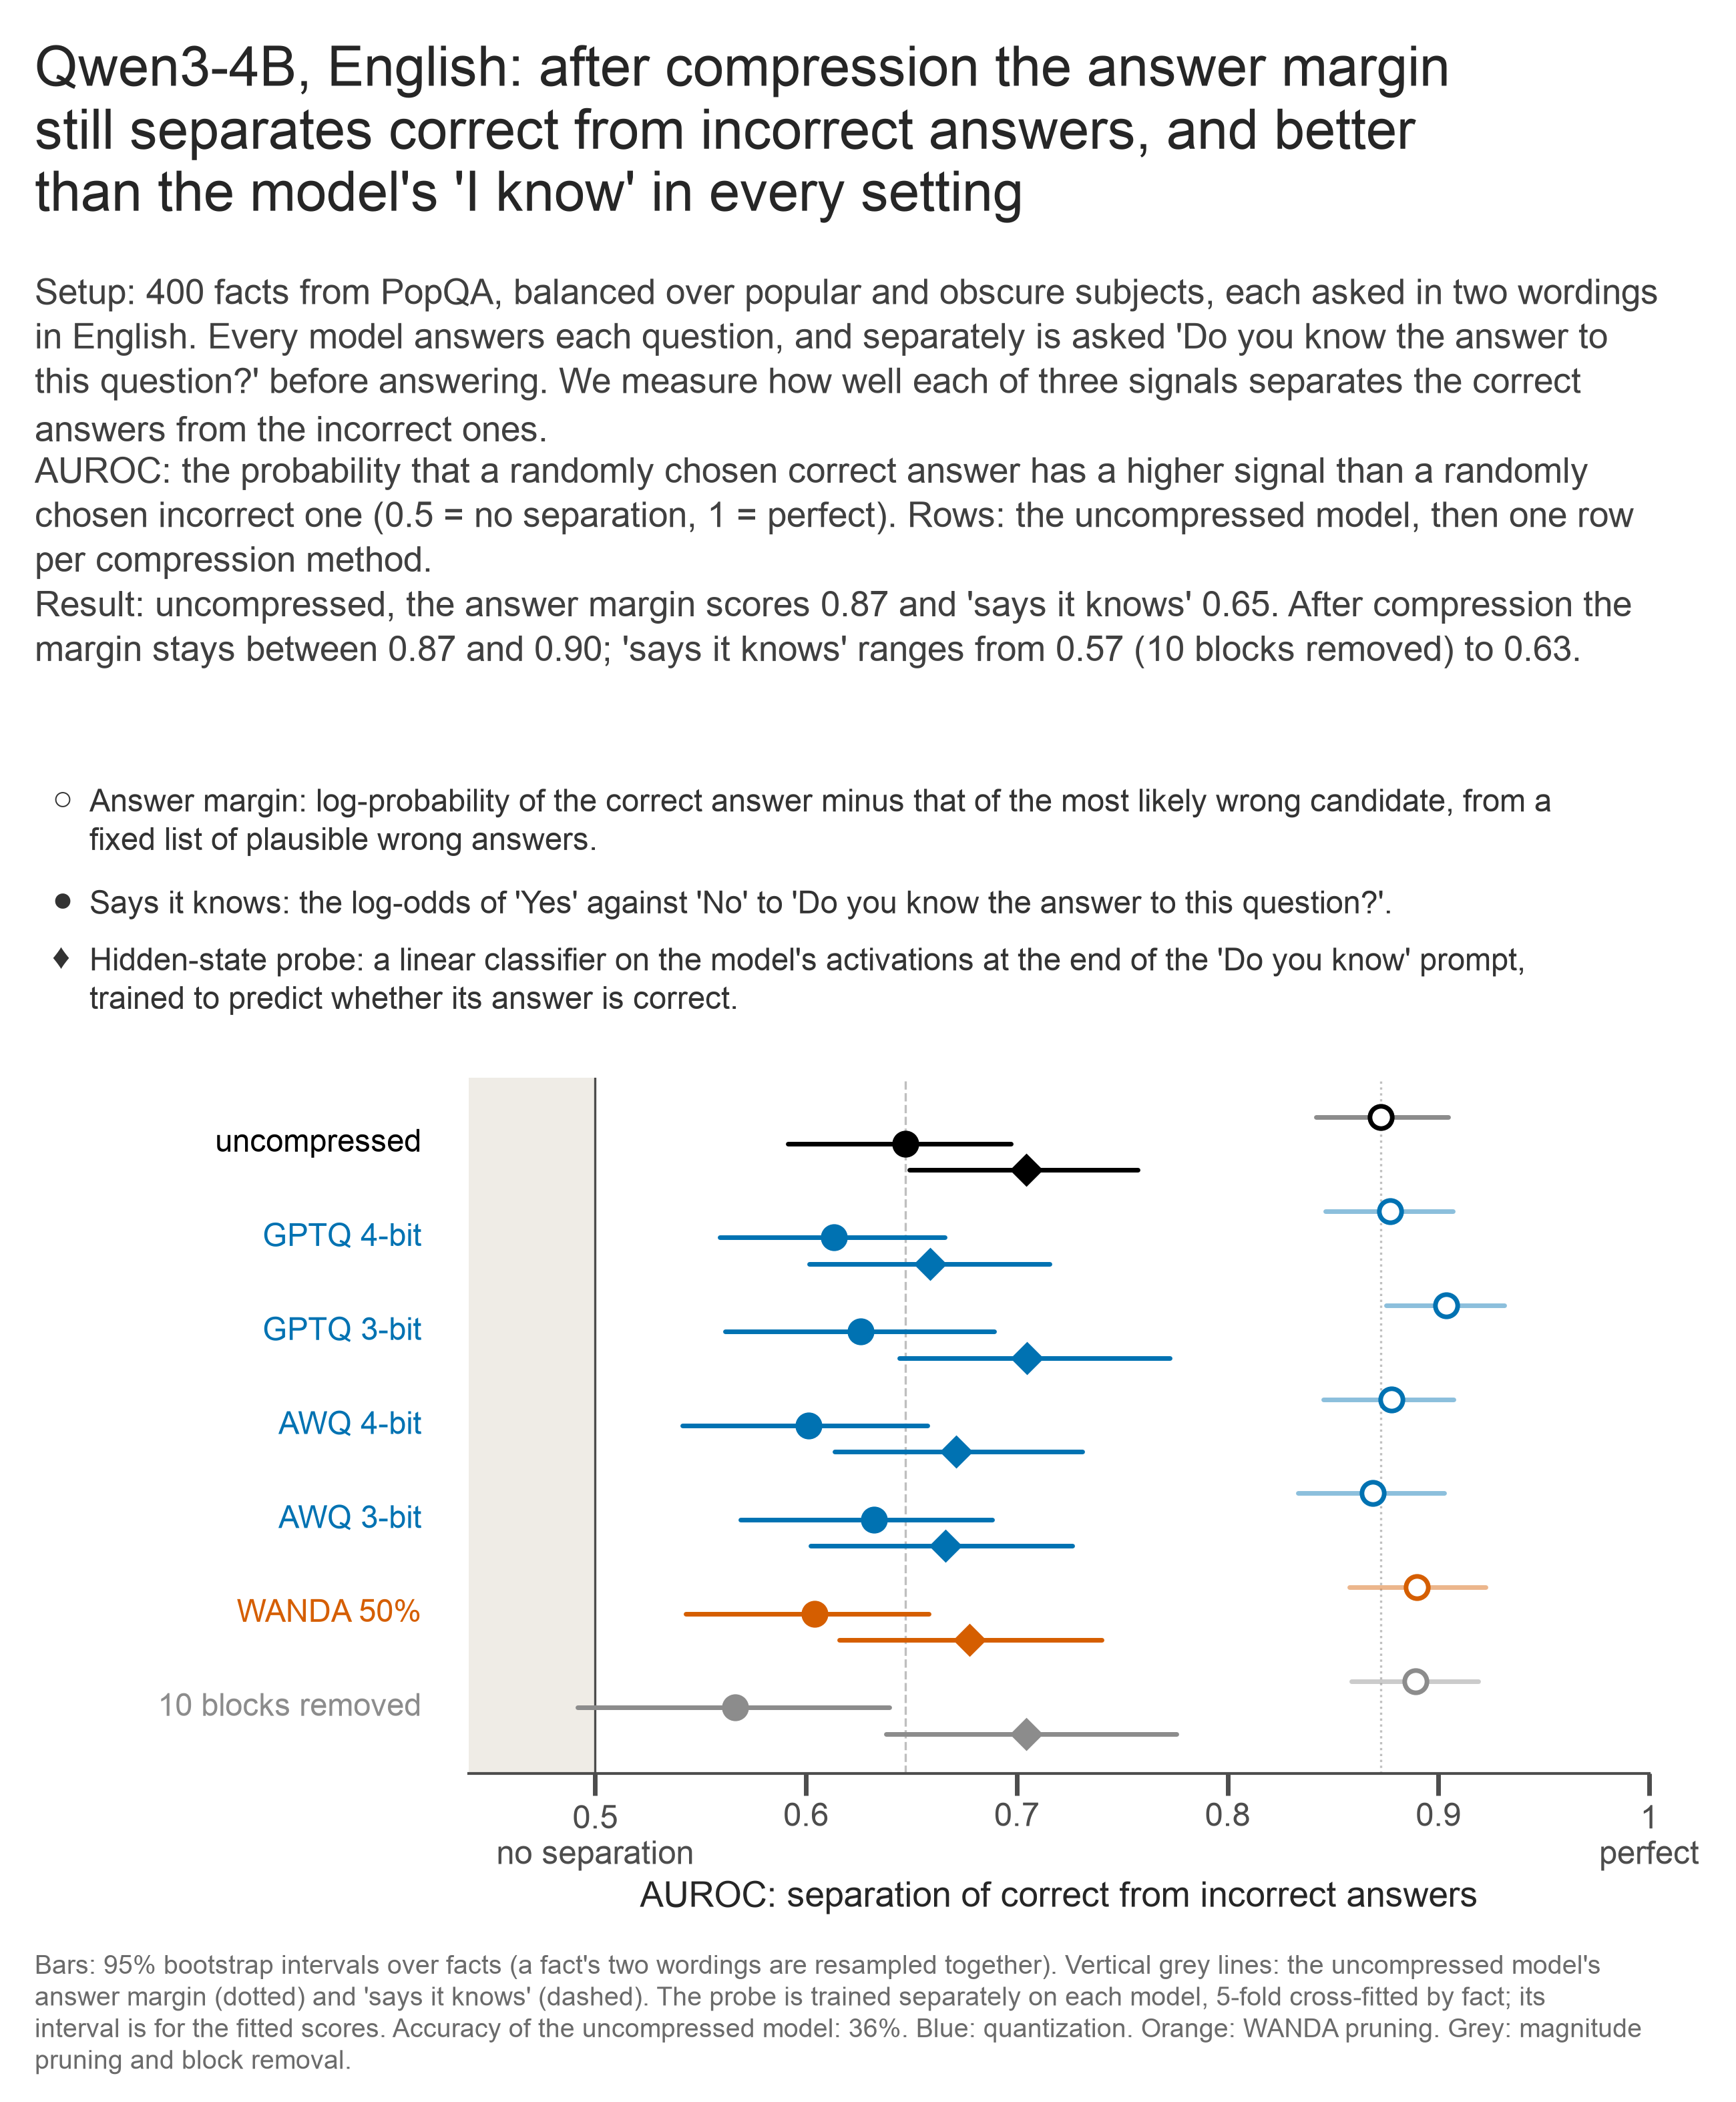 Qwen3-4B, English: after compression the answer margin
still separates correct from incorrect answers, and better
than the model's 'I know' in every setting
Setup: 400 facts from PopQA, balanced over popular and obscure subjects, each asked in two wordings
in English. Every model answers each question, and separately is asked 'Do you know the answer to
this question?' before answering. We measure how well each of three signals separates the correct
answers from the incorrect ones.
AUROC: the probability that a randomly chosen correct answer has a higher signal than a randomly
chosen incorrect one (0.5 = no separation, 1 = perfect). Rows: the uncompressed model, then one row
per compression method.
Result: uncompressed, the answer margin scores 0.87 and 'says it knows' 0.65. After compression the
margin stays between 0.87 and 0.90; 'says it knows' ranges from 0.57 (10 blocks removed) to 0.63.
Answer margin: log-probability of the correct answer minus that of the most likely wrong candidate, from a
fixed list of plausible wrong answers.
Says it knows: the log-odds of 'Yes' against 'No' to 'Do you know the answer to this question?'.
Hidden-state probe: a linear classifier on the model's activations at the end of the 'Do you know' prompt,
trained to predict whether its answer is correct.
uncompressed
GPTQ 4-bit
GPTQ 3-bit
AWQ 4-bit
AWQ 3-bit
WANDA 50%
10 blocks removed
0.5 0.6 0.7 0.8 0.9 1
no separation perfect
AUROC: separation of correct from incorrect answers
Bars: 95% bootstrap intervals over facts (a fact's two wordings are resampled together). Vertical grey lines: the uncompressed model's
answer margin (dotted) and 'says it knows' (dashed). The probe is trained separately on each model, 5-fold cross-fitted by fact; its
interval is for the fitted scores. Accuracy of the uncompressed model: 36%. Blue: quantization. Orange: WANDA pruning. Grey: magnitude
pruning and block removal.